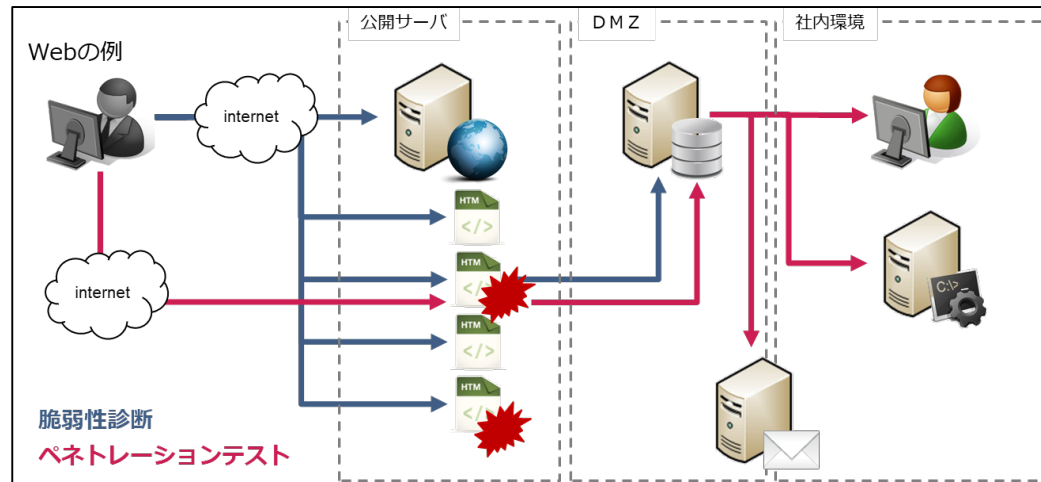 公開サーバ
ＤＭＺ
社内環境
Webの例
internet
internet
HTM
</>
HTM
</>
HTM
</>
HTM
</>
C:\>
脆弱性診断
ペネトレーションテスト